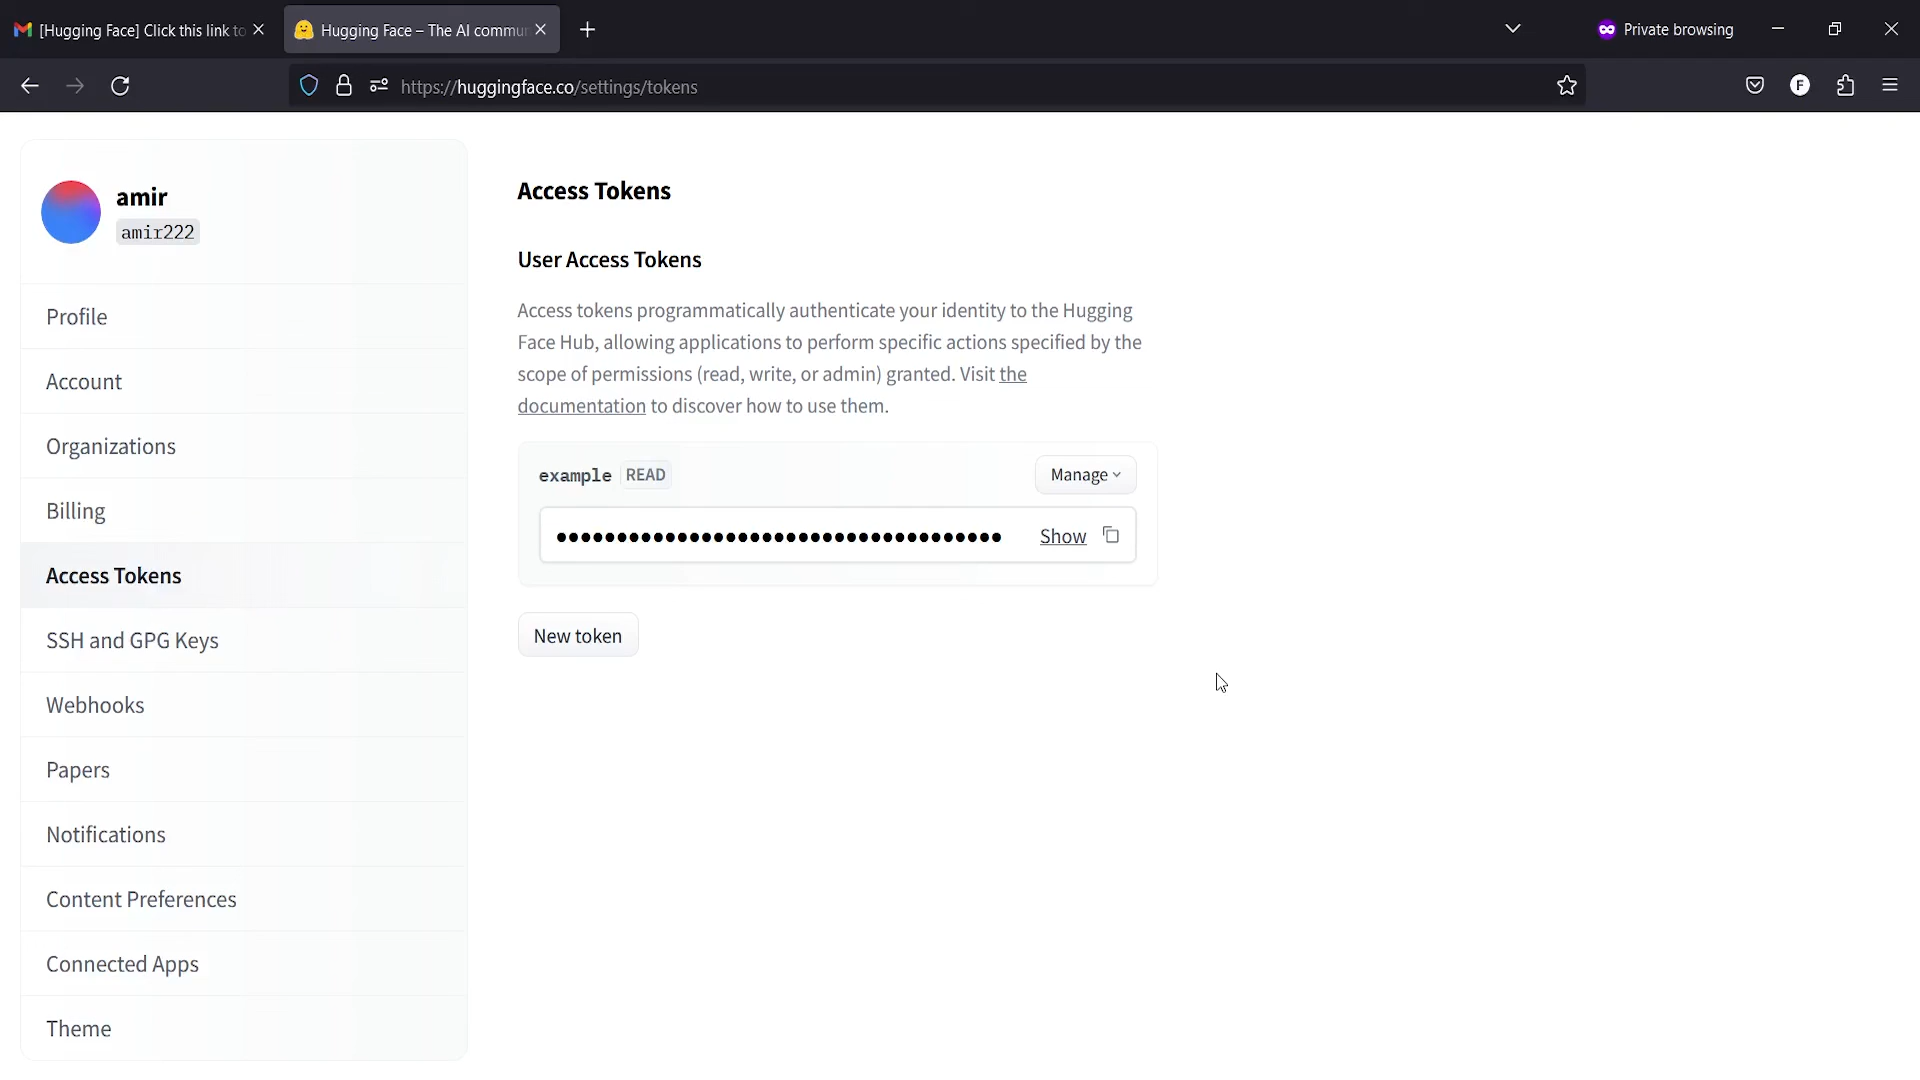 [Hugging Face] Click this link to
Hugging Face – The AI commu
Private browsing
https://huggingface.co/settings/tokens
F
amir
amir222
Profile
Account
Organizations
Billing
Access Tokens
SSH and GPG Keys
Webhooks
Papers
Notifications
Content Preferences
Connected Apps
Theme
Access Tokens
User Access Tokens
Access tokens programmatically authenticate your identity to the Hugging
Face Hub, allowing applications to perform specific actions specified by the
scope of permissions (read, write, or admin) granted. Visit the
documentation to discover how to use them.
example READ
Manage
••••••••••••••••••••••••••••••••••••• Show
New token